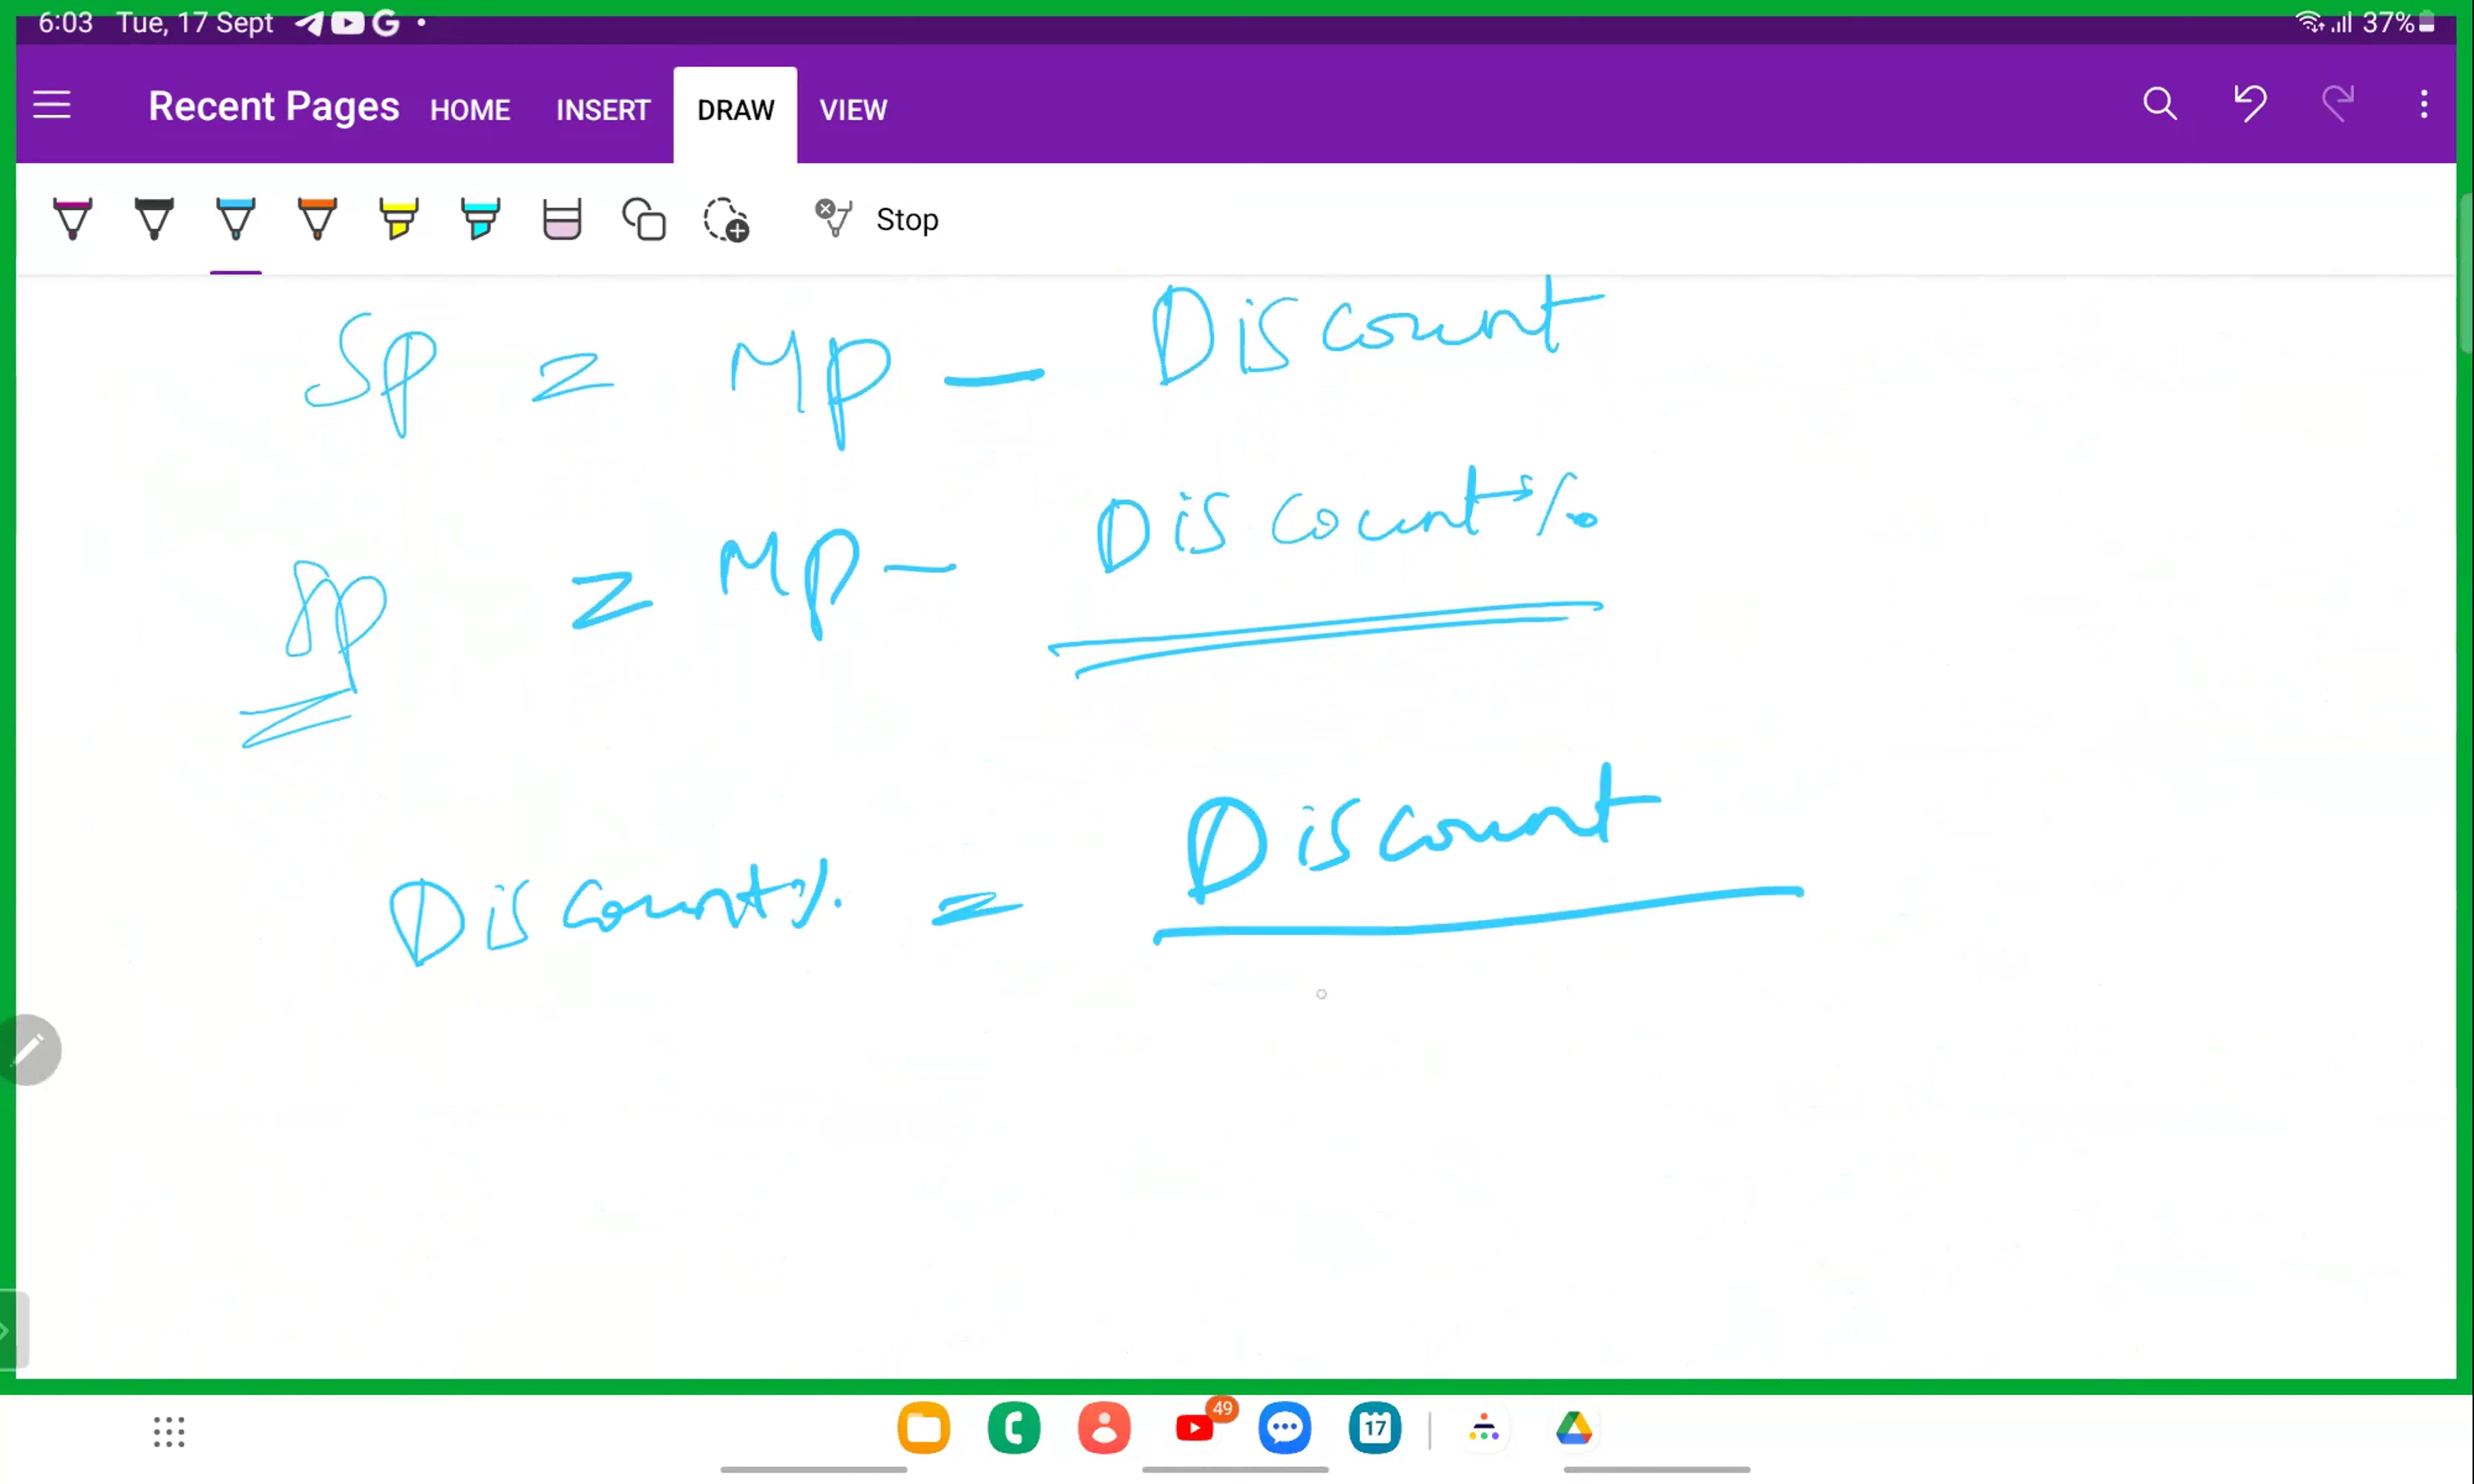 6:03 Tue, 17 Sept 37%
Recent Pages HOME INSERT DRAW VIEW
Stop
SP = MP - Discount
SP = MP - Discount%
Discount% = Discount
49
17